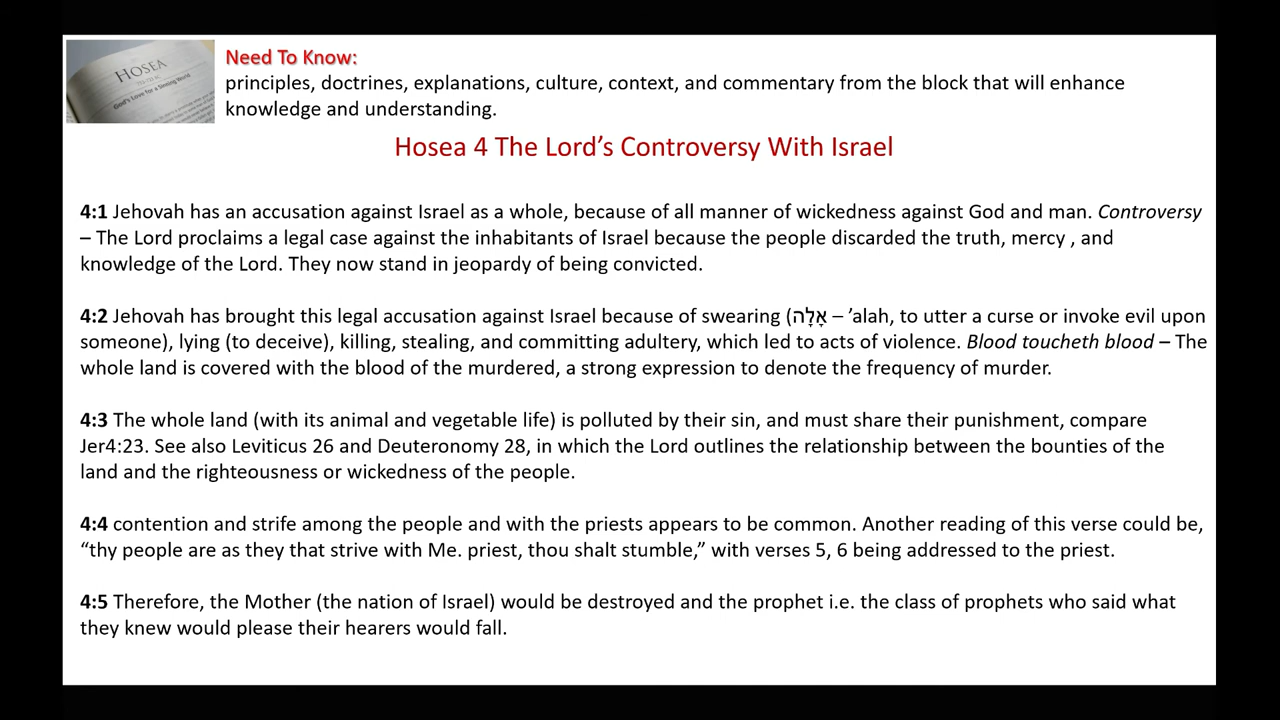 HOSEA
God's Love for a Sinning World
Need To Know:
principles, doctrines, explanations, culture, context, and commentary from the block that will enhance
knowledge and understanding.
Hosea 4 The Lord’s Controversy With Israel
4:1 Jehovah has an accusation against Israel as a whole, because of all manner of wickedness against God and man. Controversy
– The Lord proclaims a legal case against the inhabitants of Israel because the people discarded the truth, mercy , and
knowledge of the Lord. They now stand in jeopardy of being convicted.
4:2 Jehovah has brought this legal accusation against Israel because of swearing (אָלָה – ’alah, to utter a curse or invoke evil upon
someone), lying (to deceive), killing, stealing, and committing adultery, which led to acts of violence. Blood toucheth blood – The
whole land is covered with the blood of the murdered, a strong expression to denote the frequency of murder.
4:3 The whole land (with its animal and vegetable life) is polluted by their sin, and must share their punishment, compare
Jer4:23. See also Leviticus 26 and Deuteronomy 28, in which the Lord outlines the relationship between the bounties of the
land and the righteousness or wickedness of the people.
4:4 contention and strife among the people and with the priests appears to be common. Another reading of this verse could be,
“thy people are as they that strive with Me. priest, thou shalt stumble,” with verses 5, 6 being addressed to the priest.
4:5 Therefore, the Mother (the nation of Israel) would be destroyed and the prophet i.e. the class of prophets who said what
they knew would please their hearers would fall.